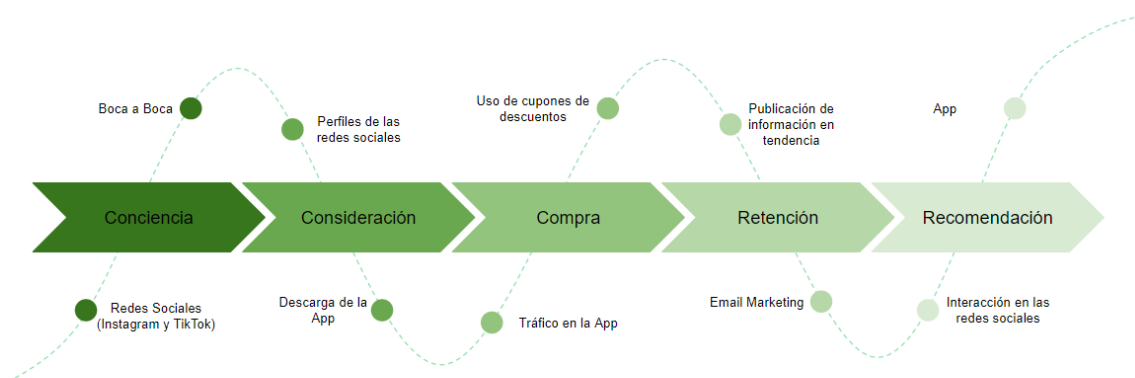 Boca a Boca
Perfiles de las
redes sociales
Uso de cupones de
descuentos
Publicación de
información en
tendencia
App
Conciencia
Consideración
Compra
Retención
Recomendación
Redes Sociales
(Instagram y TikTok)
Descarga de la
App
Tráfico en la App
Email Marketing
Interacción en las
redes sociales